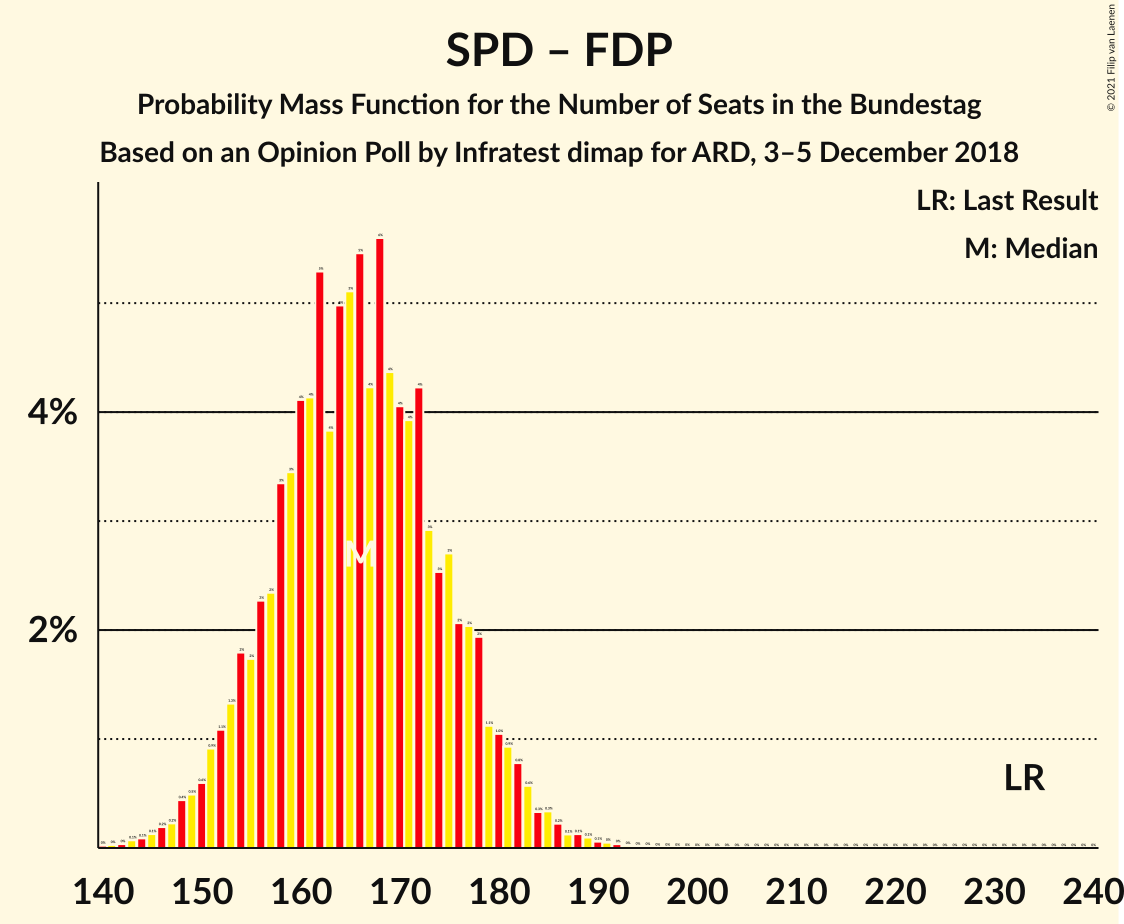 SPD – FDP
Probability Mass Function for the Number of Seats in the Bundestag
Based on an Opinion Poll by Infratest dimap for ARD, 3–5 December 2018
© 2021 Filip van Laenen
LR: Last Result
M: Median
4%
2%
M
LR
140 150 160 170 180 190 200 210 220 230 240